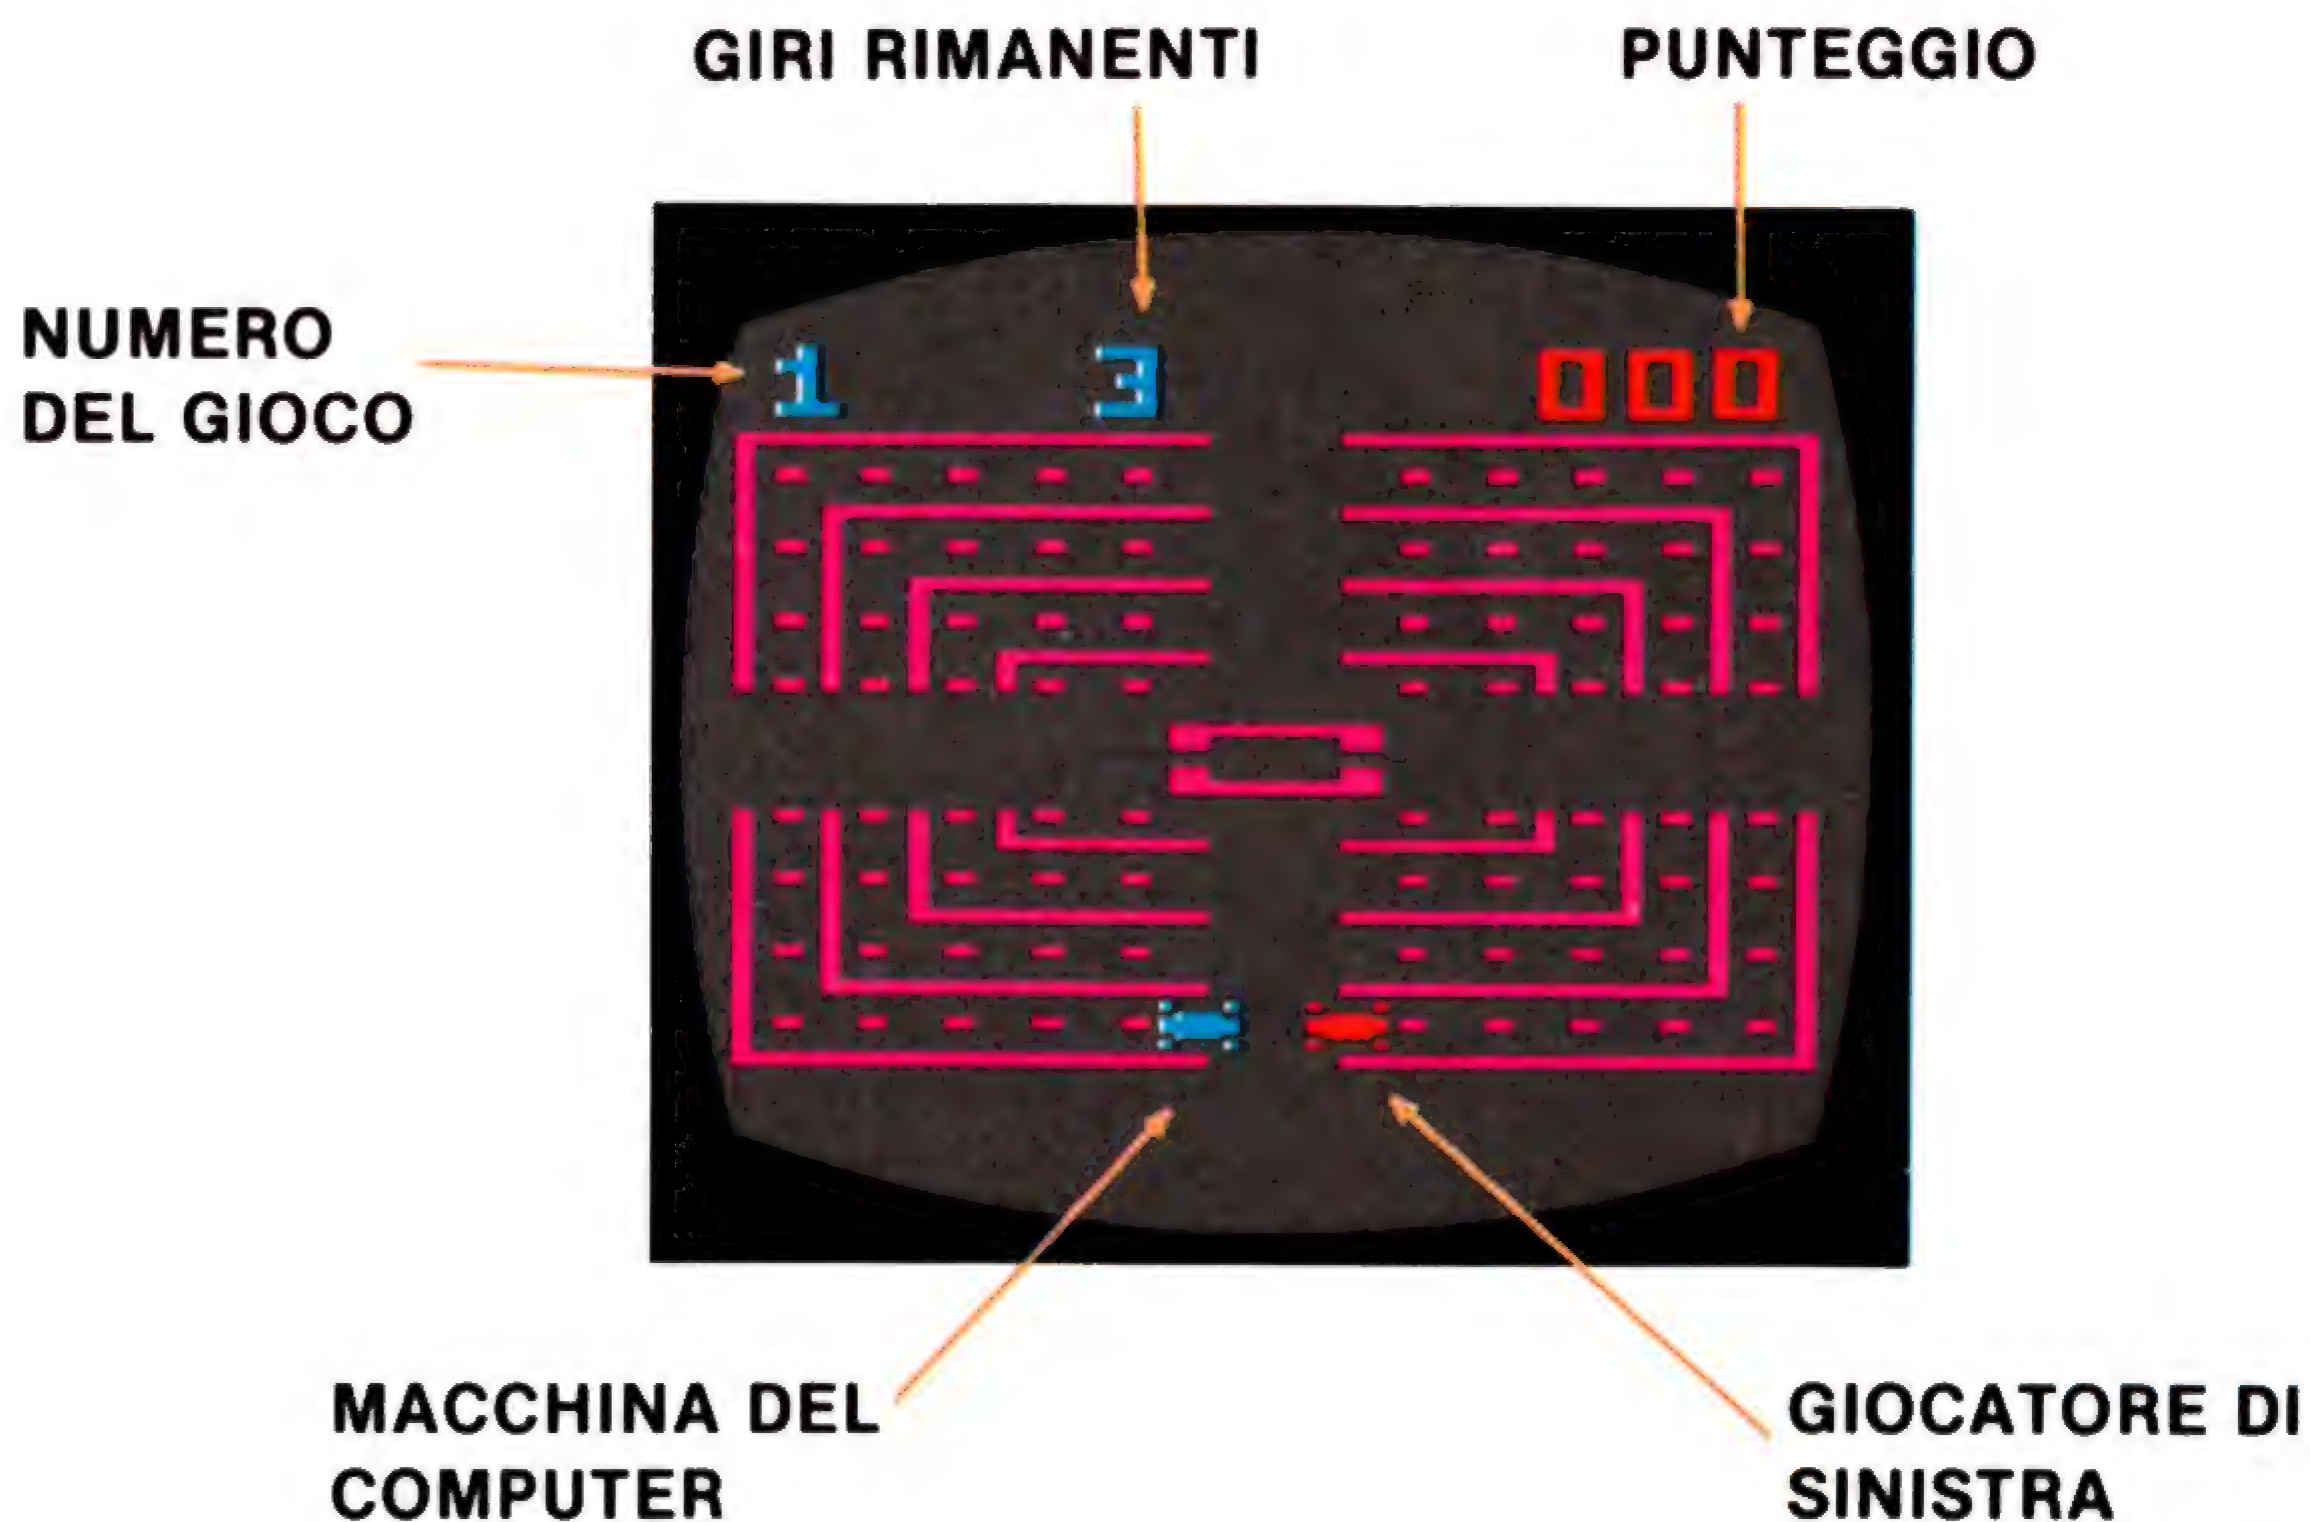 GIRI RIMANENTI
PUNTEGGIO
NUMERO
DEL GIOCO
1 3 000
MACCHINA DEL
COMPUTER
GIOCATORE DI
SINISTRA